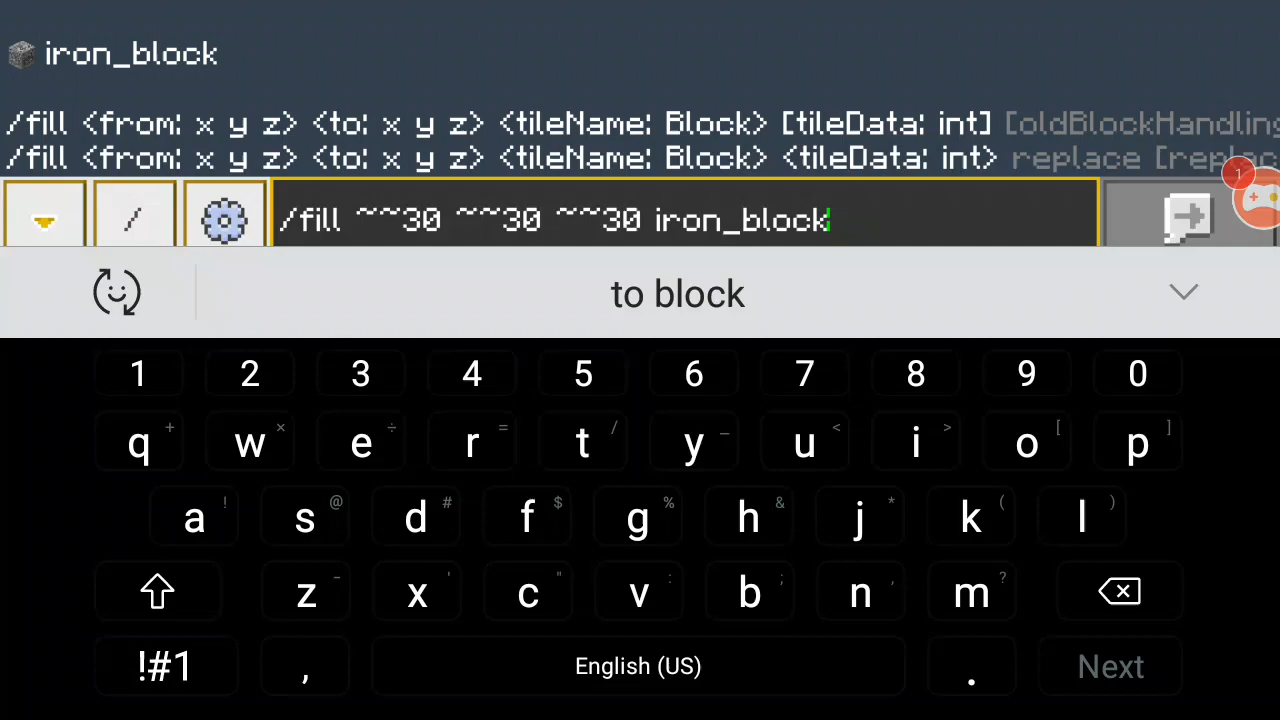 iron_block
/fill <from: x y z> <to: x y z> <tileName: Block> [tileData: int] [oldBlockHandling
/fill <from: x y z> <to: x y z> <tileName: Block> <tileData: int> replace [replac
1
/ /fill ~~30 ~~30 ~~30 iron_block
to block
1 2 3 4 5 6 7 8 9 0
q + w × e ÷ r = t / y _ u < i > o [ p ]
a ! s @ d # f $ g % h & j * k ( l )
z - x ' c " v : b ; n , m ?
!#1 , English (US) . Next